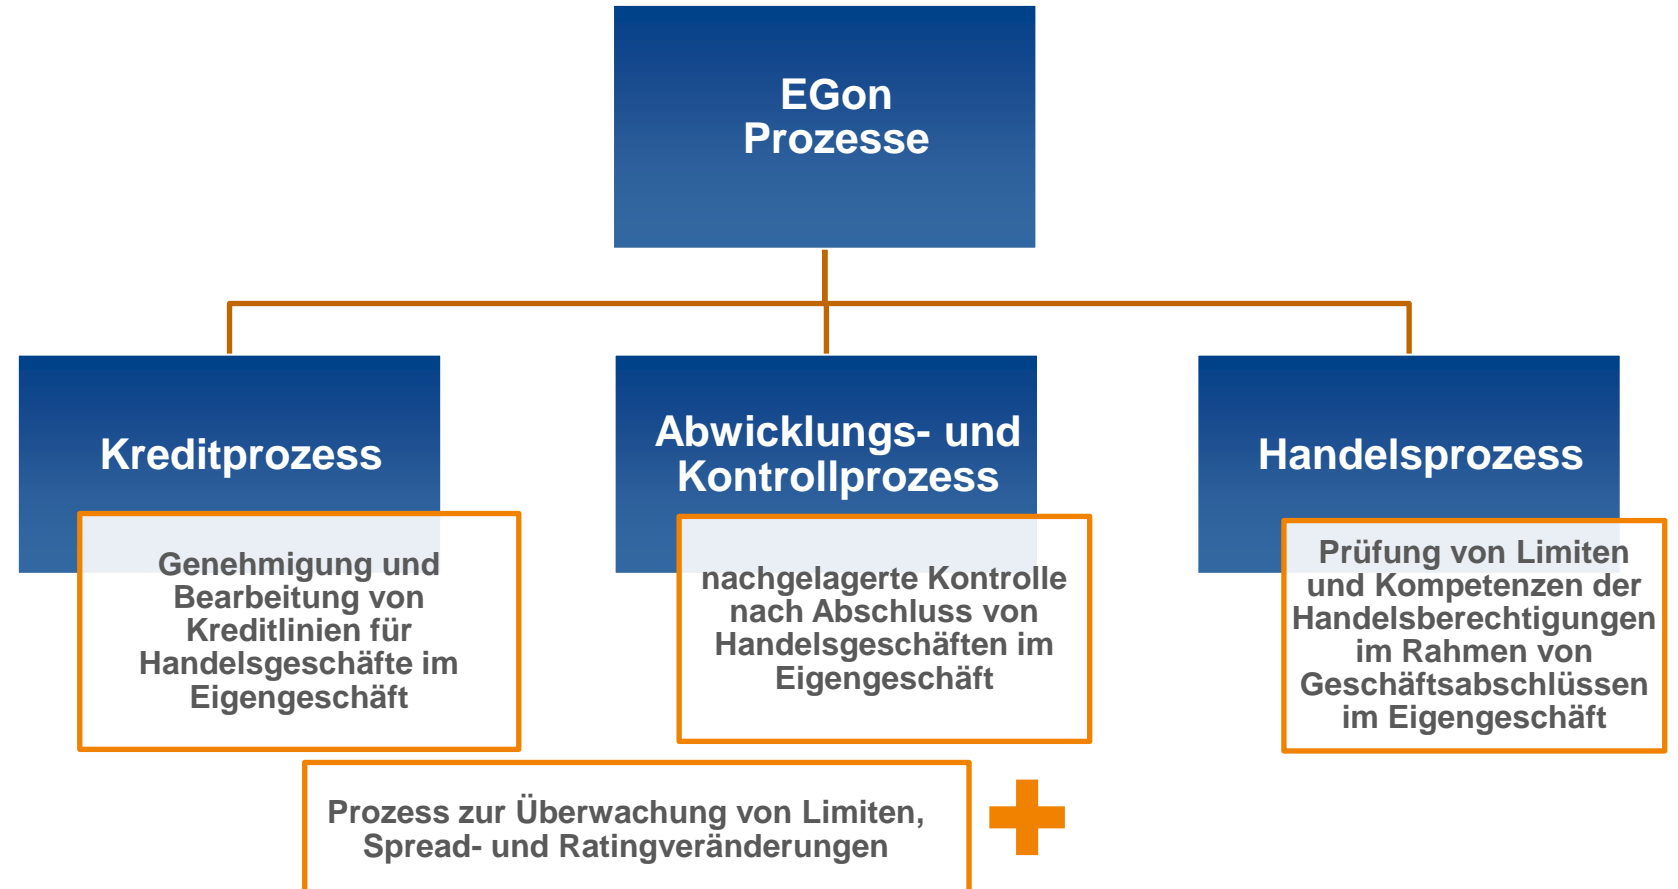 EGon
Prozesse
Kreditprozess
Genehmigung und
Bearbeitung von
Kreditlinien für
Handelsgeschäfte im
Eigengeschäft
Abwicklungs- und
Kontrollprozess
nachgelagerte Kontrolle
nach Abschluss von
Handelsgeschäften im
Eigengeschäft
Handelsprozess
Prüfung von Limiten
und Kompetenzen der
Handelsberechtigungen
im Rahmen von
Geschäftsabschlüssen
im Eigengeschäft
Prozess zur Überwachung von Limiten,
Spread- und Ratingveränderungen